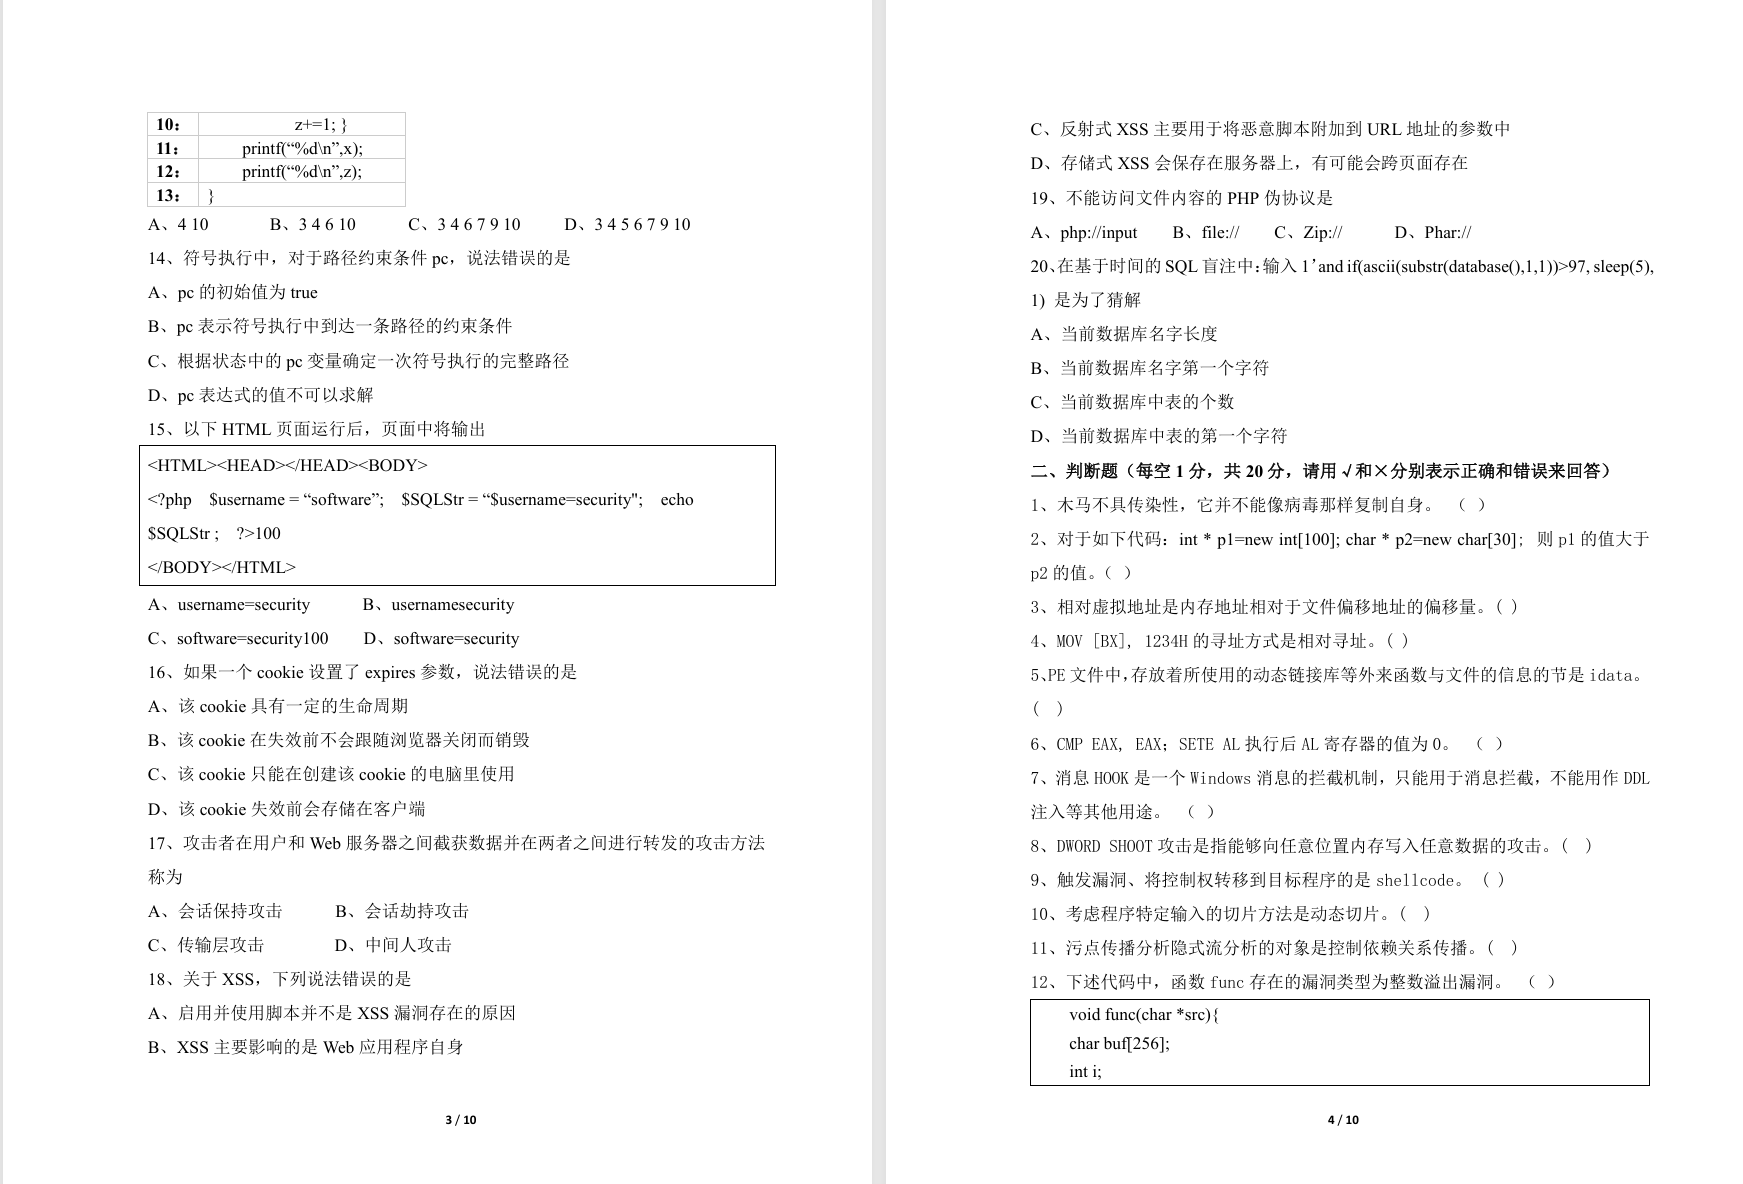 10： z+=1; }
11： printf(“%d\n”,x);
12： printf(“%d\n”,z);
13： }
A、4 10 B、3 4 6 10 C、3 4 6 7 9 10 D、3 4 5 6 7 9 10
14、符号执行中，对于路径约束条件 pc，说法错误的是
A、pc 的初始值为 true
B、pc 表示符号执行中到达一条路径的约束条件
C、根据状态中的 pc 变量确定一次符号执行的完整路径
D、pc 表达式的值不可以求解
15、以下 HTML 页面运行后，页面中将输出
<HTML><HEAD></HEAD><BODY>
<?php $username = “software”; $SQLStr = “$username=security"; echo
$SQLStr ; ?>100
</BODY></HTML>
A、username=security B、usernamesecurity
C、software=security100 D、software=security
16、如果一个 cookie 设置了 expires 参数，说法错误的是
A、该 cookie 具有一定的生命周期
B、该 cookie 在失效前不会跟随浏览器关闭而销毁
C、该 cookie 只能在创建该 cookie 的电脑里使用
D、该 cookie 失效前会存储在客户端
17、攻击者在用户和 Web 服务器之间截获数据并在两者之间进行转发的攻击方法
称为
A、会话保持攻击 B、会话劫持攻击
C、传输层攻击 D、中间人攻击
18、关于 XSS，下列说法错误的是
A、启用并使用脚本并不是 XSS 漏洞存在的原因
B、XSS 主要影响的是 Web 应用程序自身
3 / 10
C、反射式 XSS 主要用于将恶意脚本附加到 URL 地址的参数中
D、存储式 XSS 会保存在服务器上，有可能会跨页面存在
19、不能访问文件内容的 PHP 伪协议是
A、php://input B、file:// C、Zip:// D、Phar://
20、在基于时间的 SQL 盲注中：输入 1’and if(ascii(substr(database(),1,1))>97, sleep(5),
1) 是为了猜解
A、当前数据库名字长度
B、当前数据库名字第一个字符
C、当前数据库中表的个数
D、当前数据库中表的第一个字符
二、判断题（每空 1 分，共 20 分，请用 √ 和×分别表示正确和错误来回答）
1、木马不具传染性，它并不能像病毒那样复制自身。 （ ）
2、对于如下代码：int * p1=new int[100]; char * p2=new char[30]; 则 p1 的值大于
p2 的值。（ ）
3、相对虚拟地址是内存地址相对于文件偏移地址的偏移量。( )
4、MOV [BX], 1234H 的寻址方式是相对寻址。( )
5、PE 文件中，存放着所使用的动态链接库等外来函数与文件的信息的节是 idata。
( )
6、CMP EAX, EAX；SETE AL 执行后 AL 寄存器的值为 0。 （ ）
7、消息 HOOK 是一个 Windows 消息的拦截机制，只能用于消息拦截，不能用作 DDL
注入等其他用途。 （ ）
8、DWORD SHOOT 攻击是指能够向任意位置内存写入任意数据的攻击。( )
9、触发漏洞、将控制权转移到目标程序的是 shellcode。 ( )
10、考虑程序特定输入的切片方法是动态切片。( )
11、污点传播分析隐式流分析的对象是控制依赖关系传播。( )
12、下述代码中，函数 func 存在的漏洞类型为整数溢出漏洞。 （ ）
void func(char *src){
char buf[256];
int i;
4 / 10